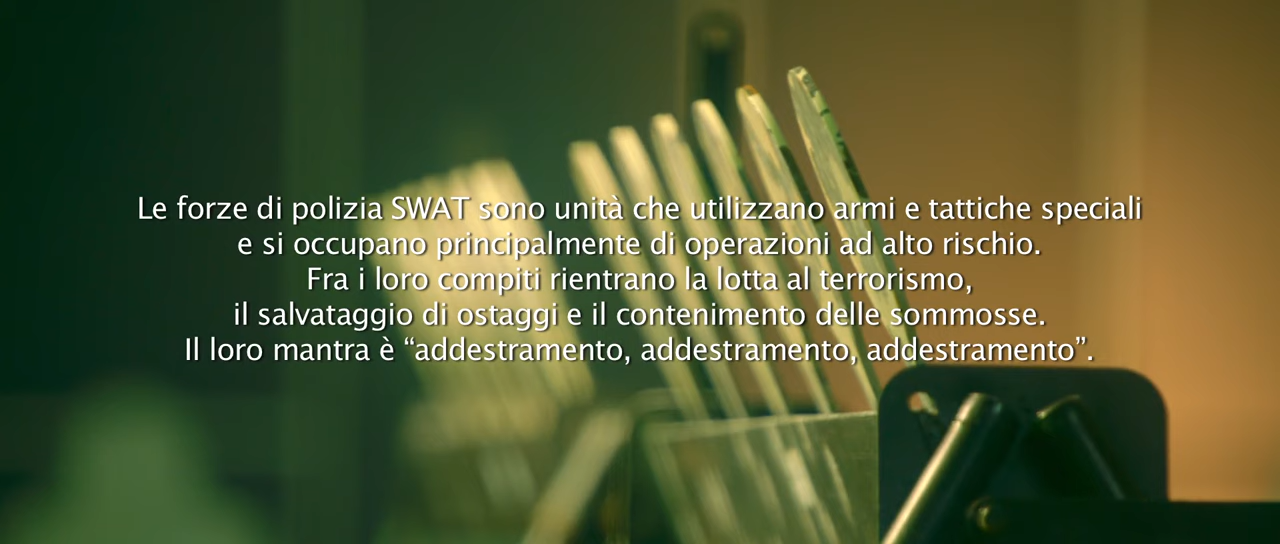 Le forze di polizia SWAT sono unità che utilizzano armi e tattiche speciali
e si occupano principalmente di operazioni ad alto rischio.
Fra i loro compiti rientrano la lotta al terrorismo,
il salvataggio di ostaggi e il contenimento delle sommosse.
Il loro mantra è “addestramento, addestramento, addestramento”.